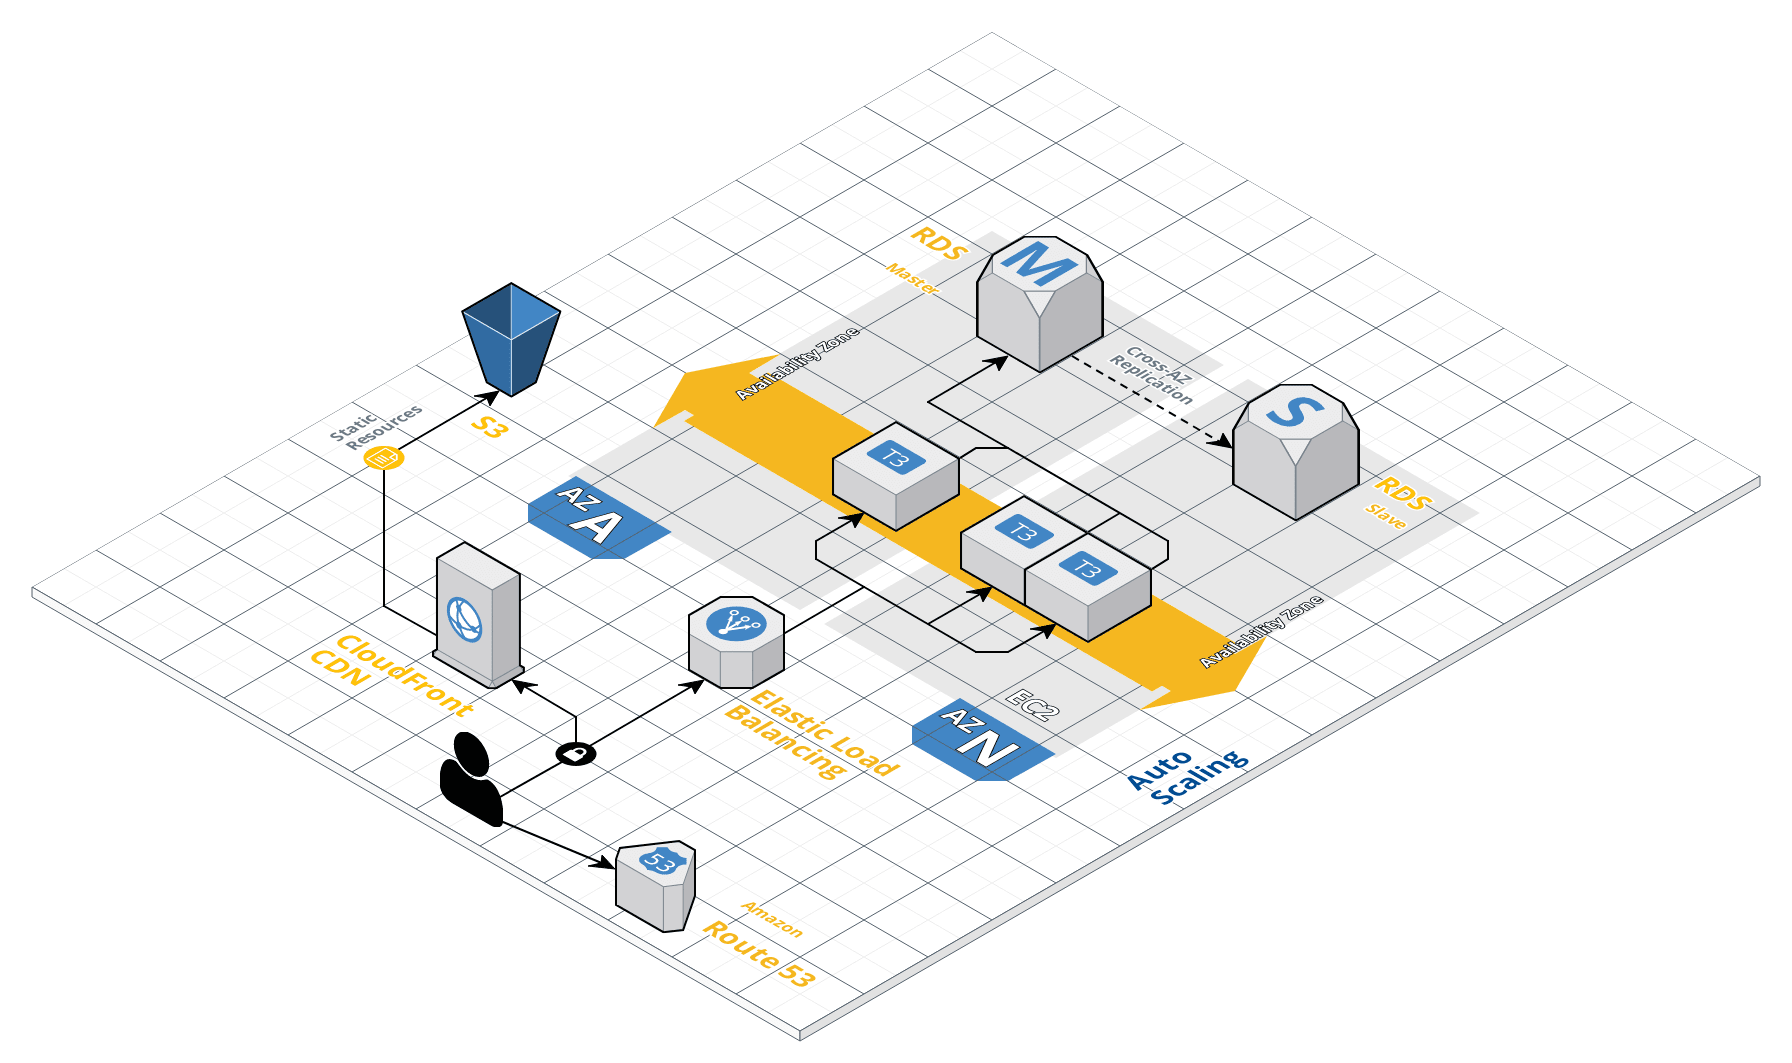 RDS
Master
M
Availability Zone
Cross-AZ
Replication
S
Static
Resources
S3
T3
RDS
Slave
AZ
A
T3
T3
Availability Zone
CloudFront
CDN
EC2
Elastic Load
Balancing
AZ
N
Auto
Scaling
53
Amazon
Route 53